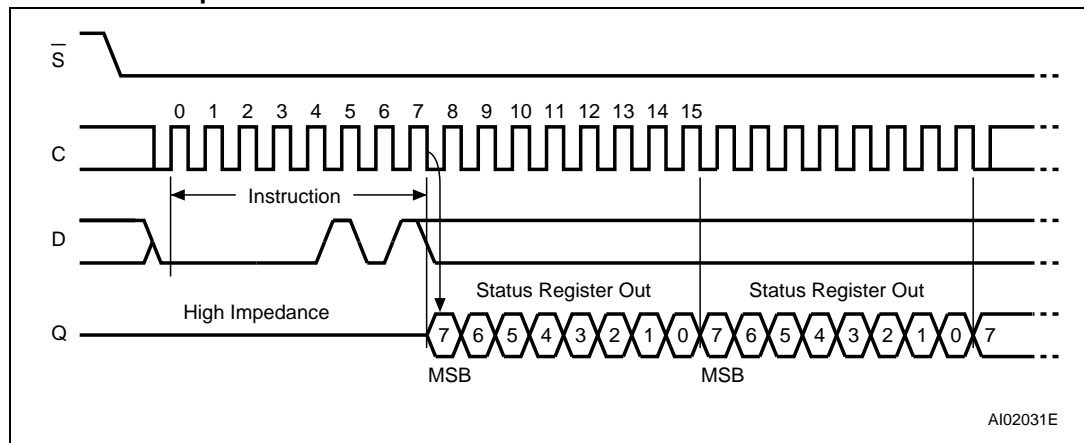 S
0 1 2 3 4 5 6 7 8 9 10 11 12 13 14 15
C
Instruction
D
Status Register Out Status Register Out
High Impedance
Q 7 6 5 4 3 2 1 0 7 6 5 4 3 2 1 0 7
MSB MSB
AI02031E